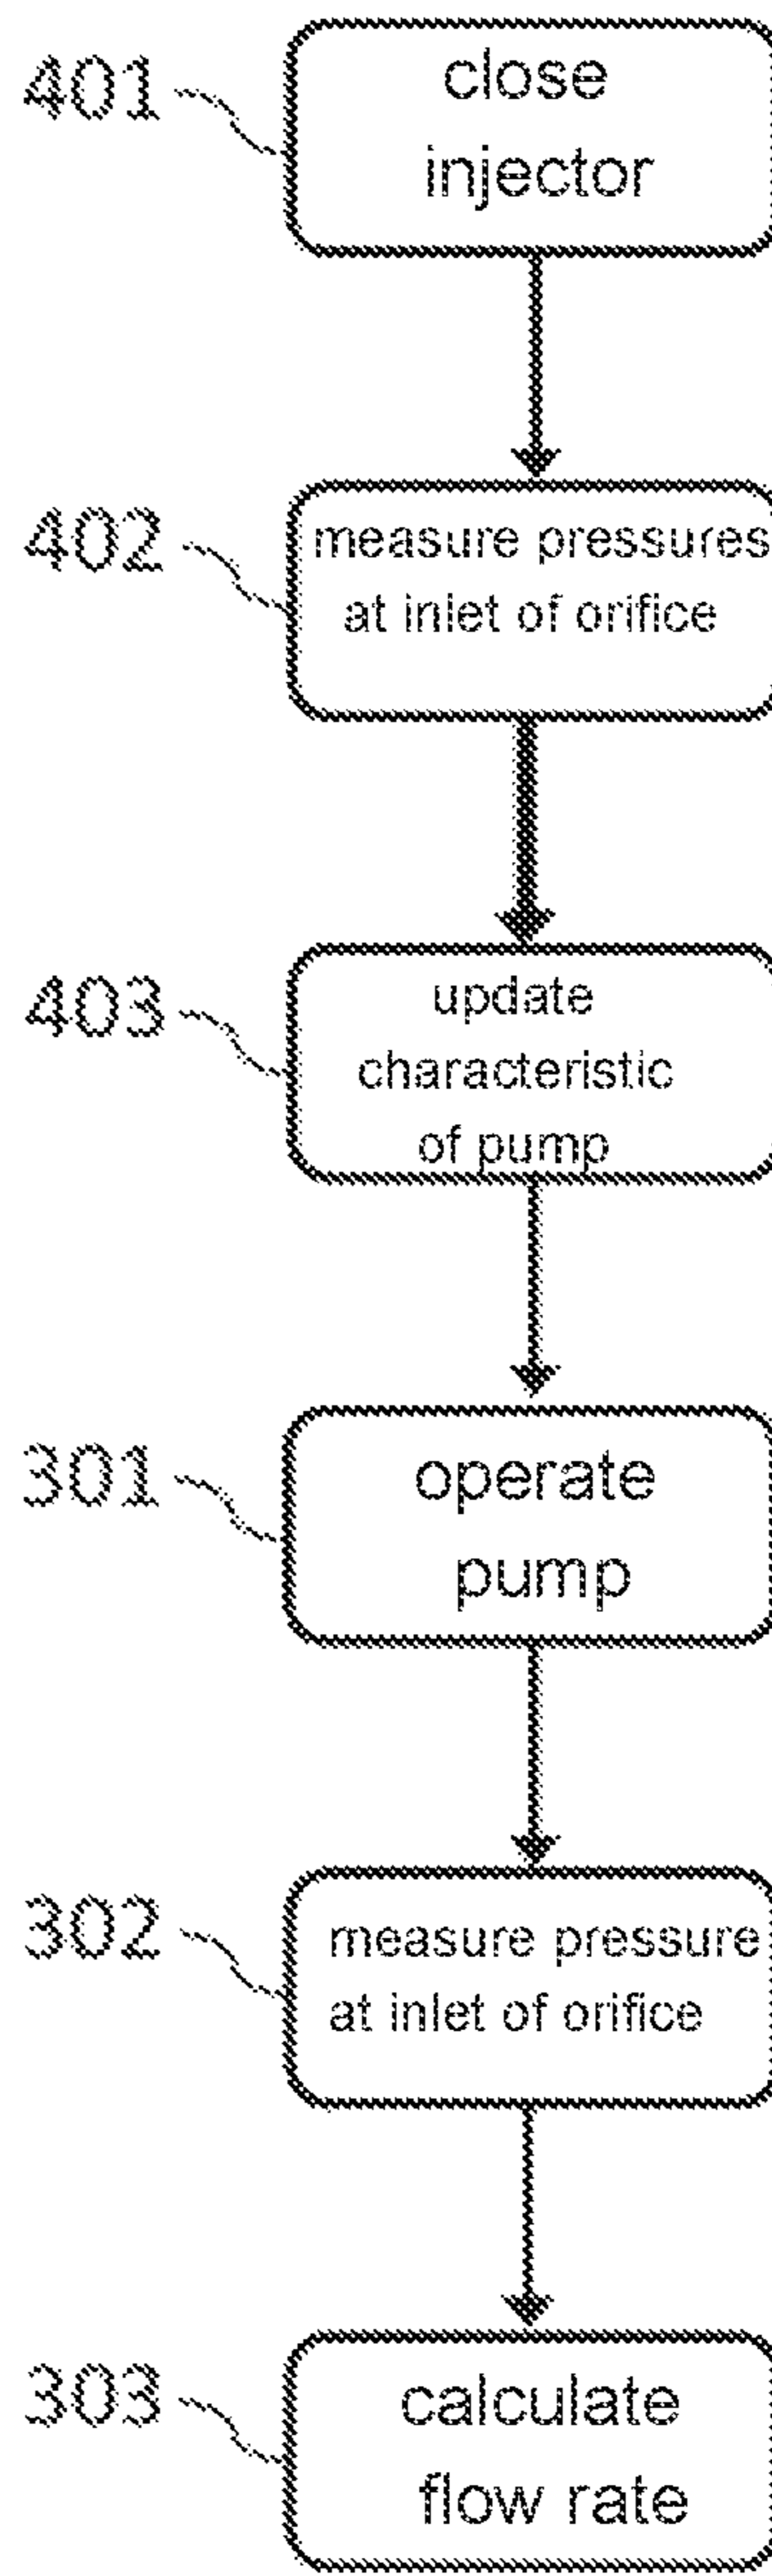 401
close
injector
402
measure pressures
at inlet of orifice
403
update
characteristic
of pump
301
operate
pump
302
measure pressure
at inlet of orifice
303
calculate
flow rate